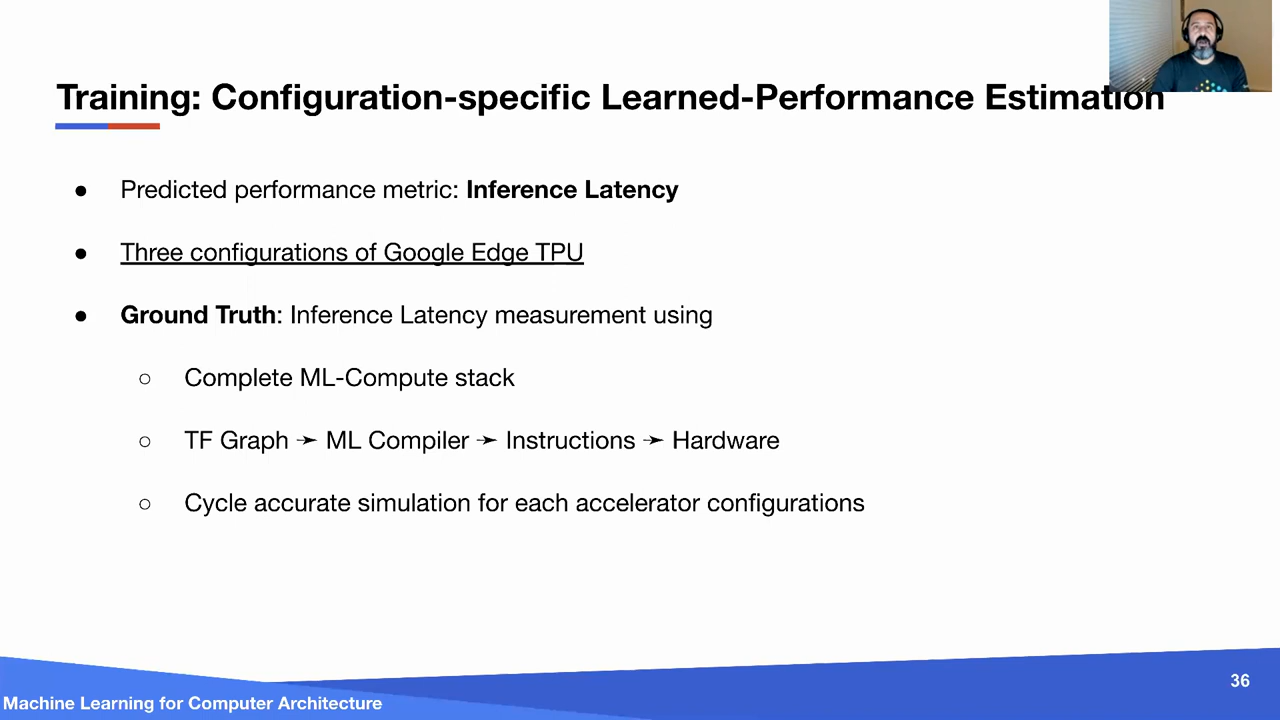 Training: Configuration-specific Learned-Performance Estimation
● Predicted performance metric: Inference Latency
● Three configurations of Google Edge TPU
● Ground Truth: Inference Latency measurement using
○ Complete ML-Compute stack
○ TF Graph ➛ ML Compiler ➛ Instructions ➛ Hardware
○ Cycle accurate simulation for each accelerator configurations
36
Machine Learning for Computer Architecture